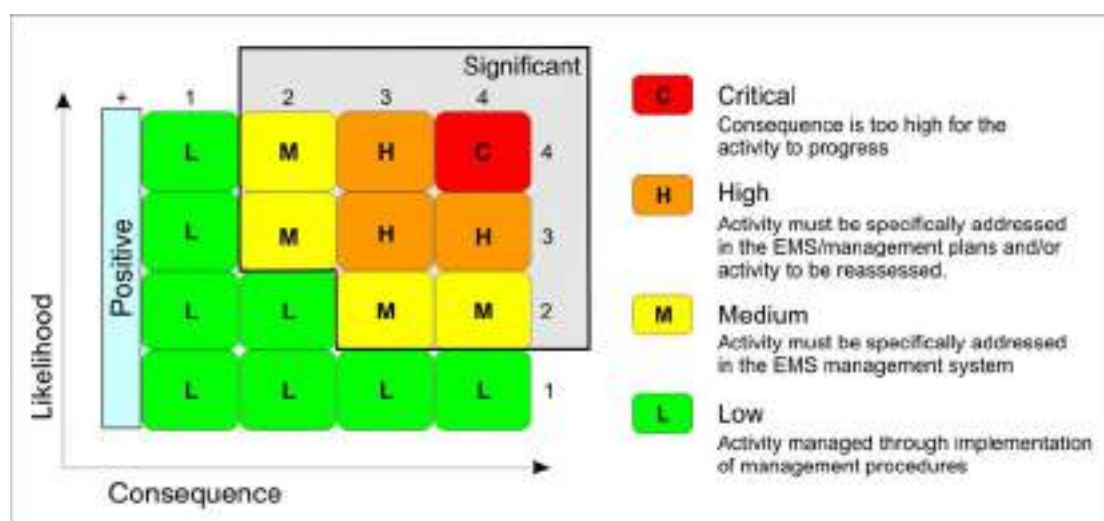 Significant
+ 1 2 3 4
L M H C 4
L M H H 3
L L M M 2
L L L L 1
Positive
Likelihood
Consequence
C Critical
Consequence is too high for the
activity to progress
H High
Activity must be specifically addressed
in the EMS/management plans and/or
activity to be reassessed.
M Medium
Activity must be specifically addressed
in the EMS management system
L Low
Activity managed through implementation
of management procedures